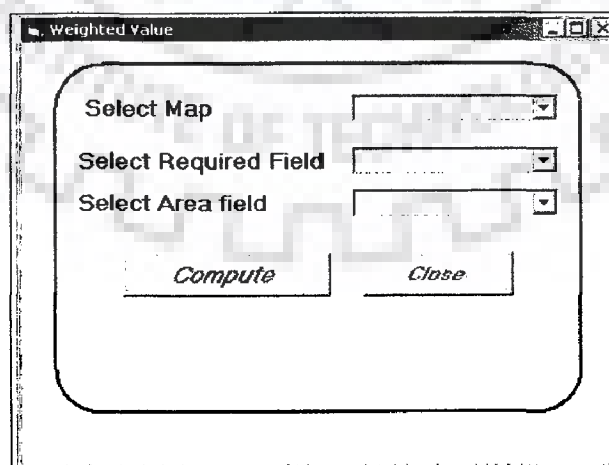 Weighted Value
Select Map
Select Required Field
Select Area field
Compute
Close